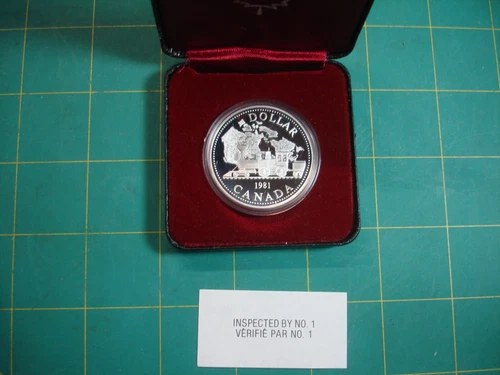 DOLLAR
1981
CANADA
INSPECTED BY NO. 1
VÉRIFIÉ PAR NO. 1